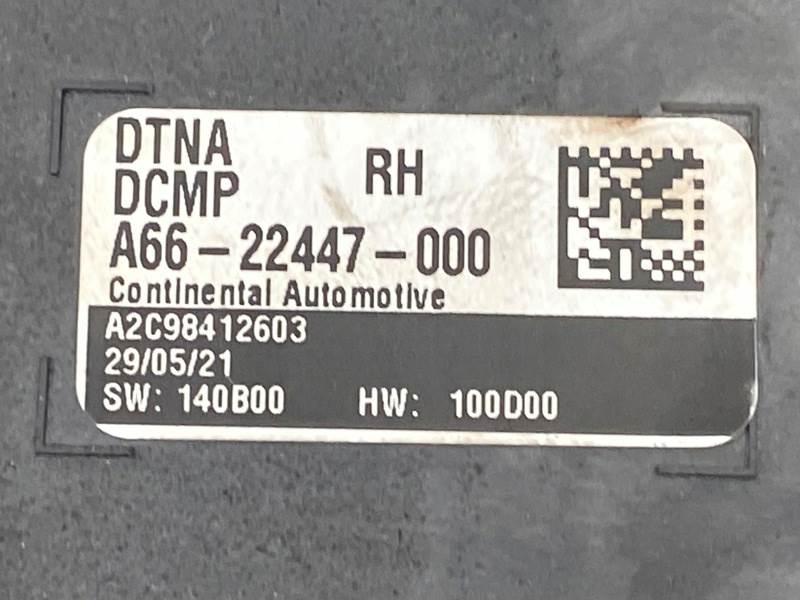 DTNA
RH
DCMP
A66-22447-000
Continental Automotive
A2C98412603
29/05/21
SW: 140B00 HW: 100D00